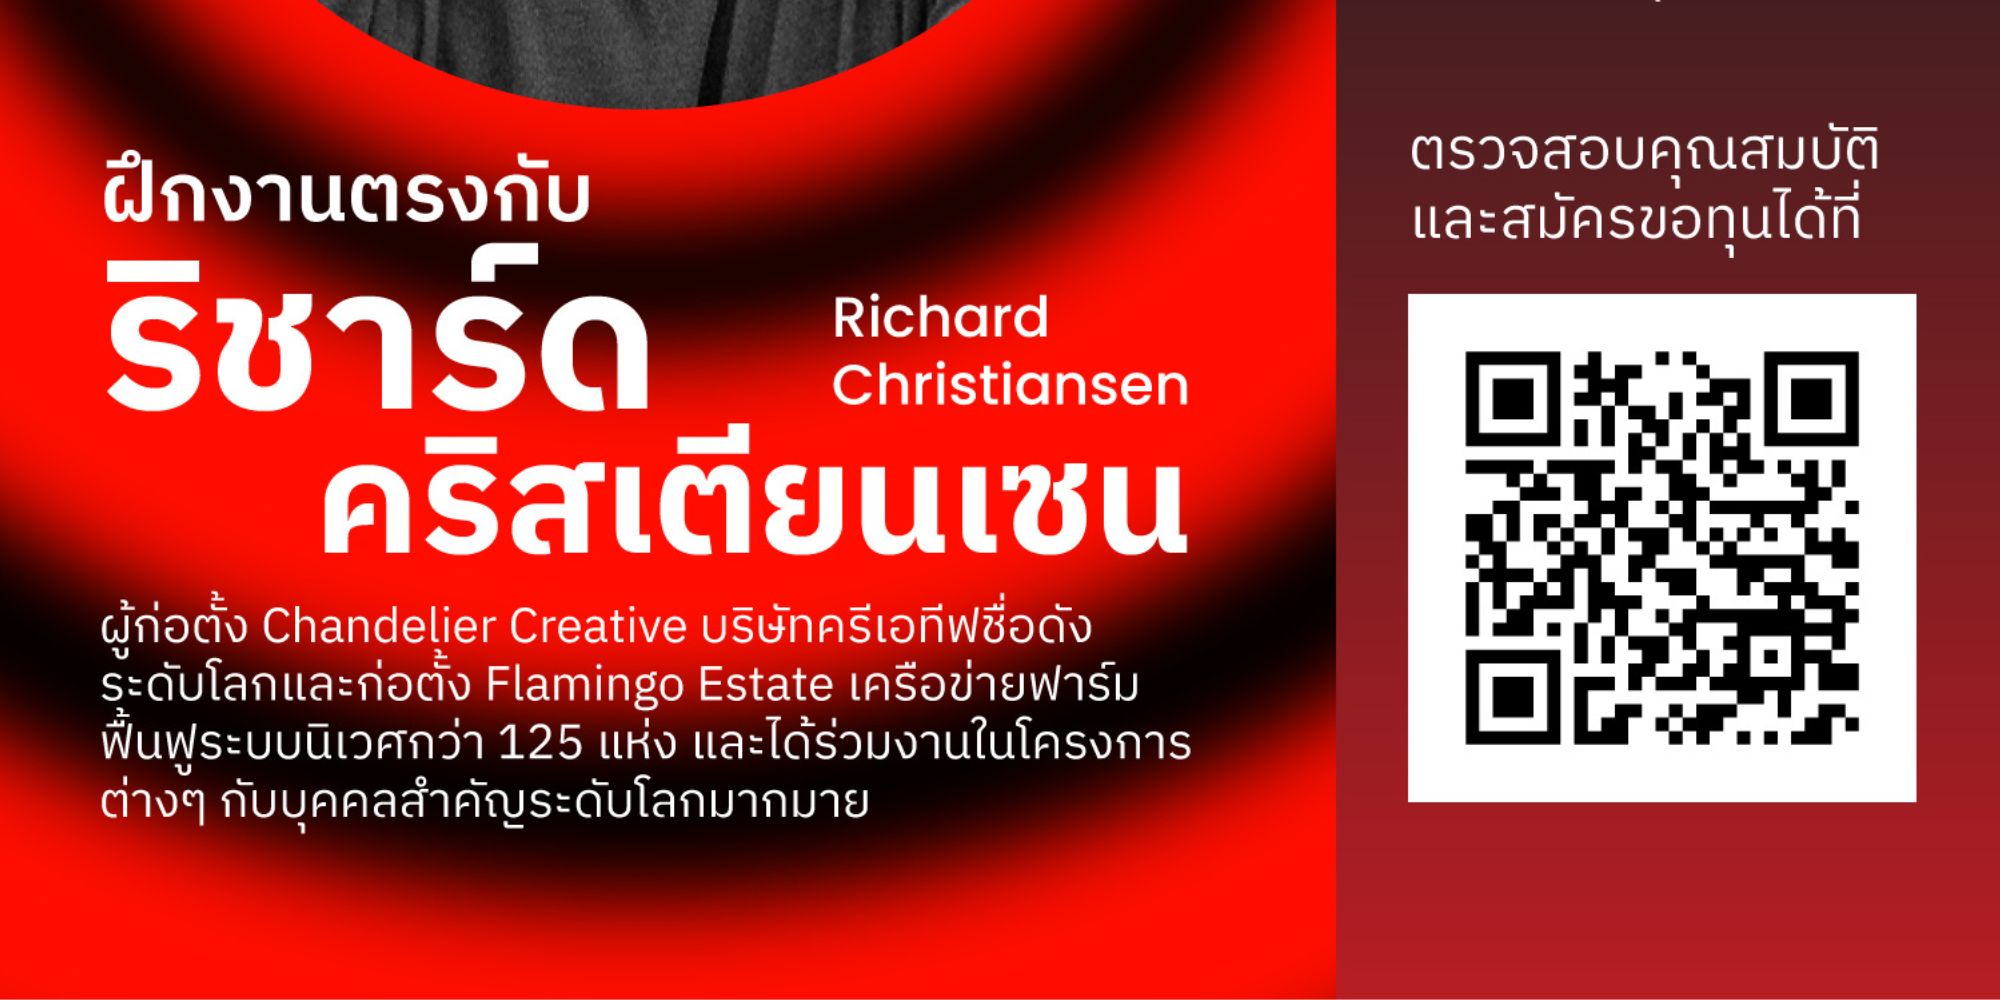 ฝึกงานตรงกับ
ริชาร์ด
Richard
Christiansen
คริสเตียนเซน
ผู้ก่อตั้ง Chandelier Creative บริษัทครีเอทีฟชื่อดัง
ระดับโลกและก่อตั้ง Flamingo Estate เครือข่ายฟาร์ม
ฟื้นฟูระบบนิเวศกว่า 125 แห่ง และได้ร่วมงานในโครงการ
ต่างๆ กับบุคคลสำคัญระดับโลกมากมาย
ตรวจสอบคุณสมบัติ
และสมัครขอทุนได้ที่